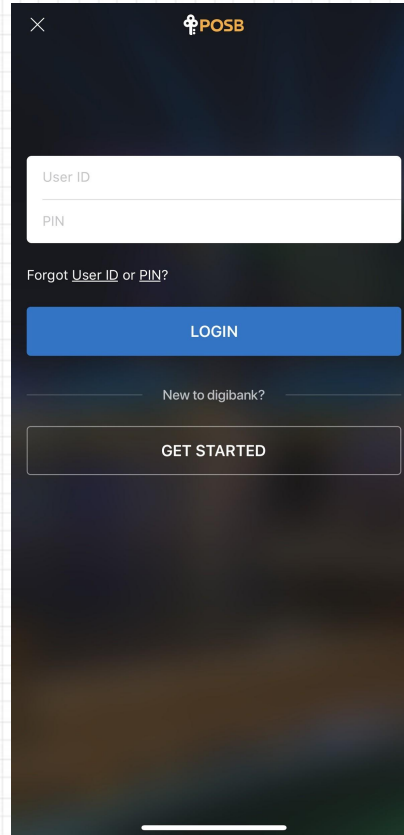 POSB
User ID
PIN
Forgot User ID or PIN?
LOGIN
New to digibank?
GET STARTED